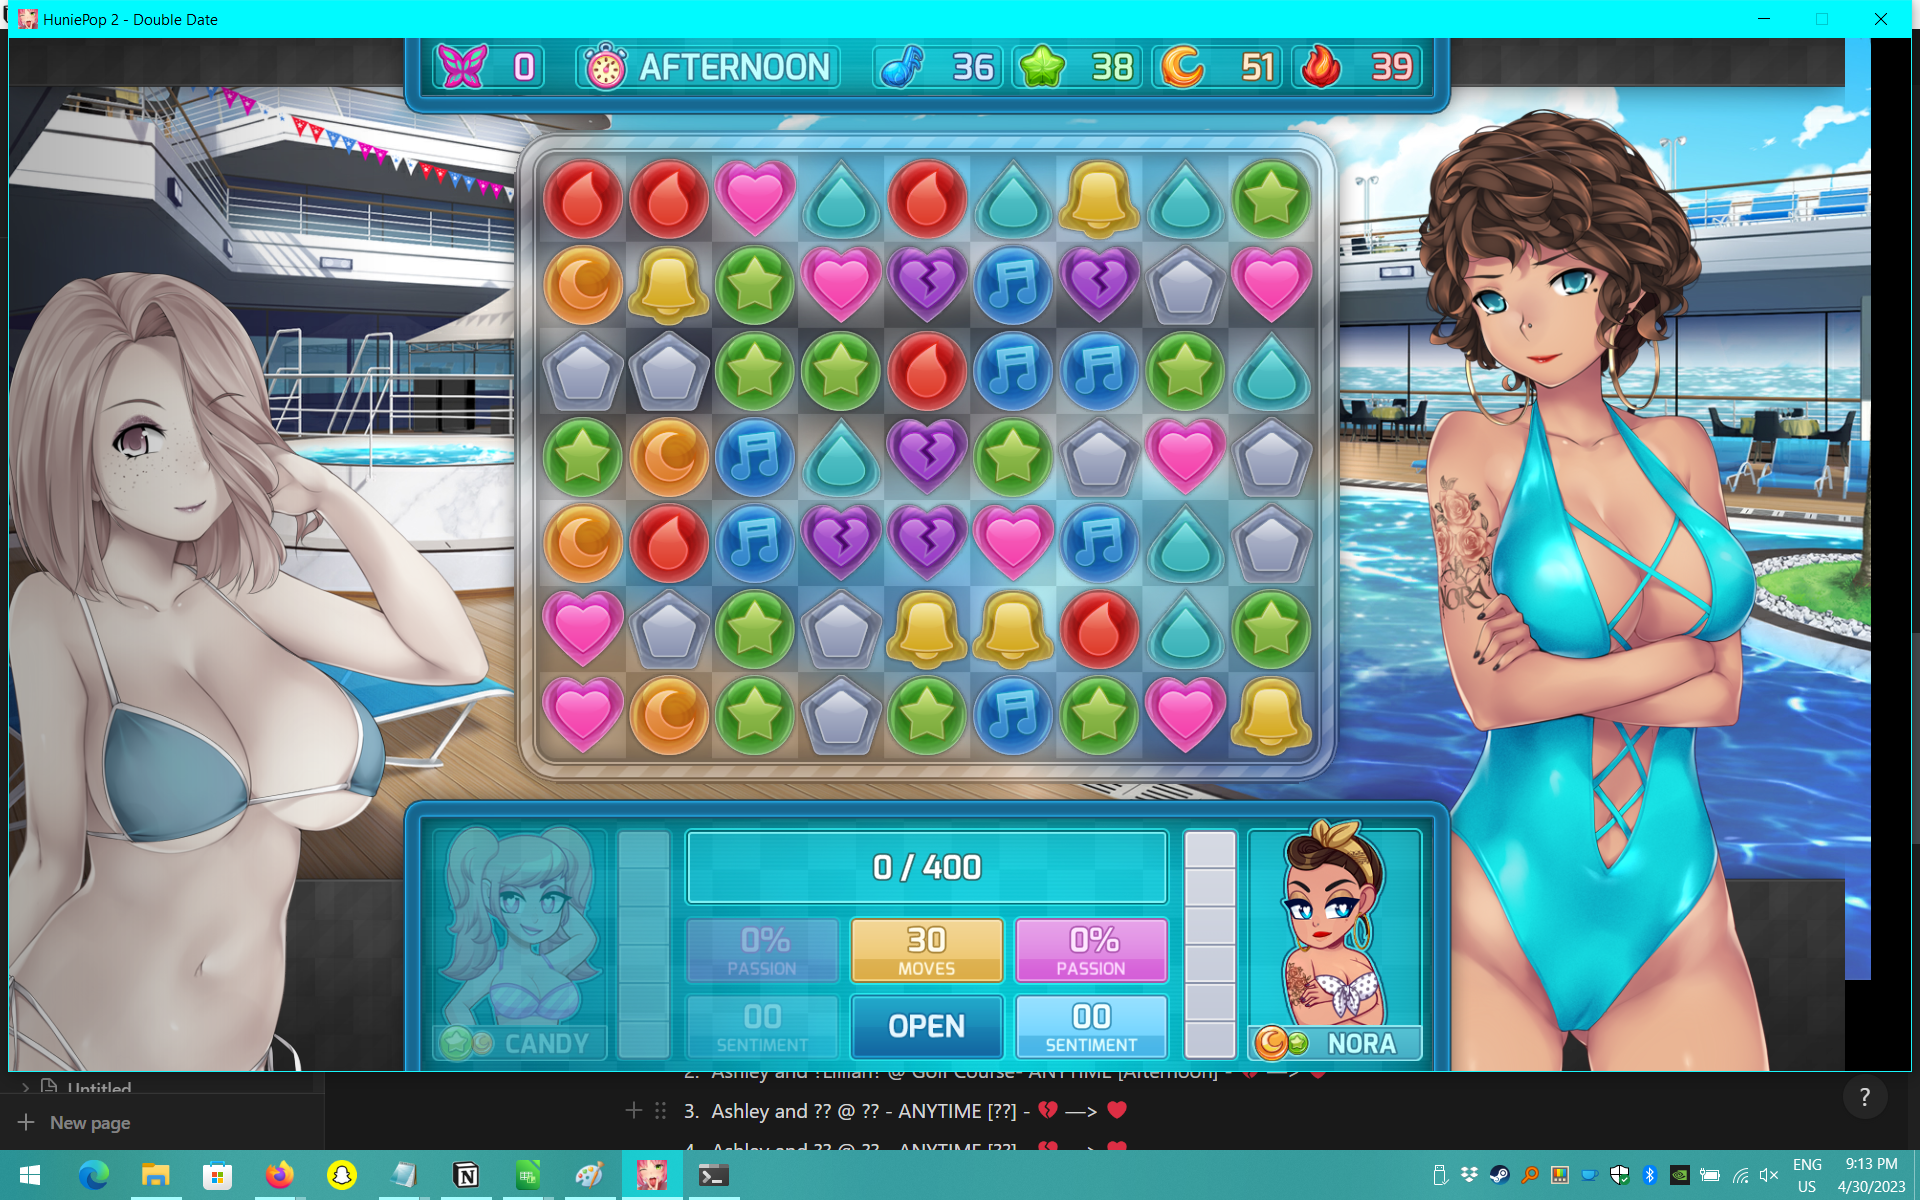 HuniePop 2 - Double Date
0
AFTERNOON
36
38
51
39
0 / 400
0%
PASSION
30
MOVES
0%
PASSION
00
SENTIMENT
OPEN
00
SENTIMENT
CANDY
NORA
Untitled
2. Ashley and ?Lillian? @ Golf Course- ANYTIME [Afternoon] - 💔 —> ❤️
New page
3. Ashley and ?? @ ?? - ANYTIME [??] - 💔 —> ❤️
4. Ashley and ?? @ ?? - ANYTIME [??] - 💔 —> ❤️
?
ENG
US
9:13 PM
4/30/2023